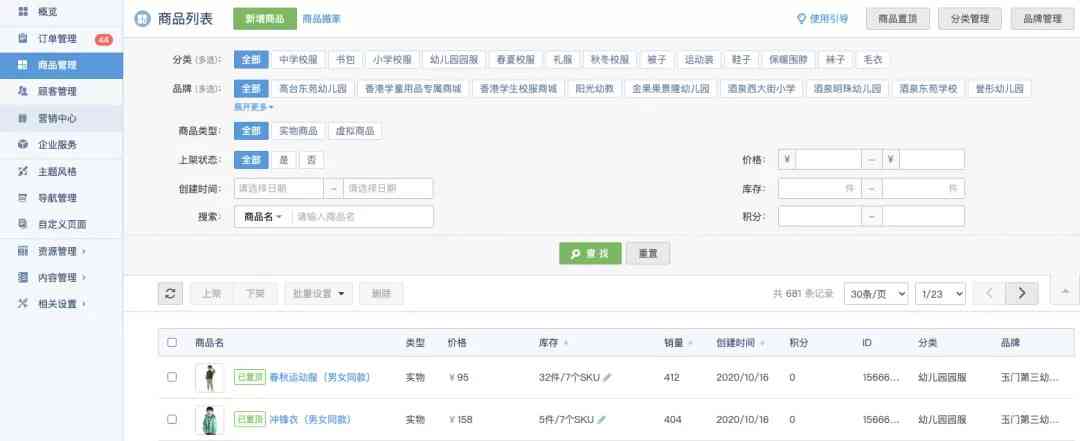 概览
订单管理 44
商品管理
顾客管理
营销中心
企业服务
主题风格
导航管理
自定义页面
资源管理 ›
内容管理 ›
相关设置 ›
商品列表 新增商品 商品搬家 使用引导 商品置顶 分类管理 品牌管理
分类 (多选): 全部 中学校服 书包 小学校服 幼儿园园服 春夏校服 礼服 秋冬校服 被子 运动装 鞋子 保暖围脖 袜子 毛衣
品牌 (多选): 全部 高台东苑幼儿园 香港学童用品专属商城 香港学生校服商城 阳光幼教 金果果景隆幼儿园 酒泉西大街小学 酒泉明珠幼儿园 酒泉东苑学校 誉彤幼儿园
展开更多
商品类型: 全部 实物商品 虚拟商品
上架状态: 全部 是 否 价格: ¥ – ¥
创建时间: 请选择日期 – 请选择日期 库存: 件 – 件
搜索: 商品名 请输入商品名 积分: –
查 找 重置
上架 下架 批量设置 删除 共 681 条记录 30条/页 1/23
商品名 类型 价格 库存 销量 创建时间 积分 ID 分类 品牌
已置顶 春秋运动服（男女同款） 实物 ¥ 95 32件/7个SKU 412 2020/10/16 0 15666... 幼儿园园服 玉门第三幼...
已置顶 冲锋衣（男女同款） 实物 ¥ 158 5件/7个SKU 404 2020/10/16 0 15666... 幼儿园园服 玉门第三幼...